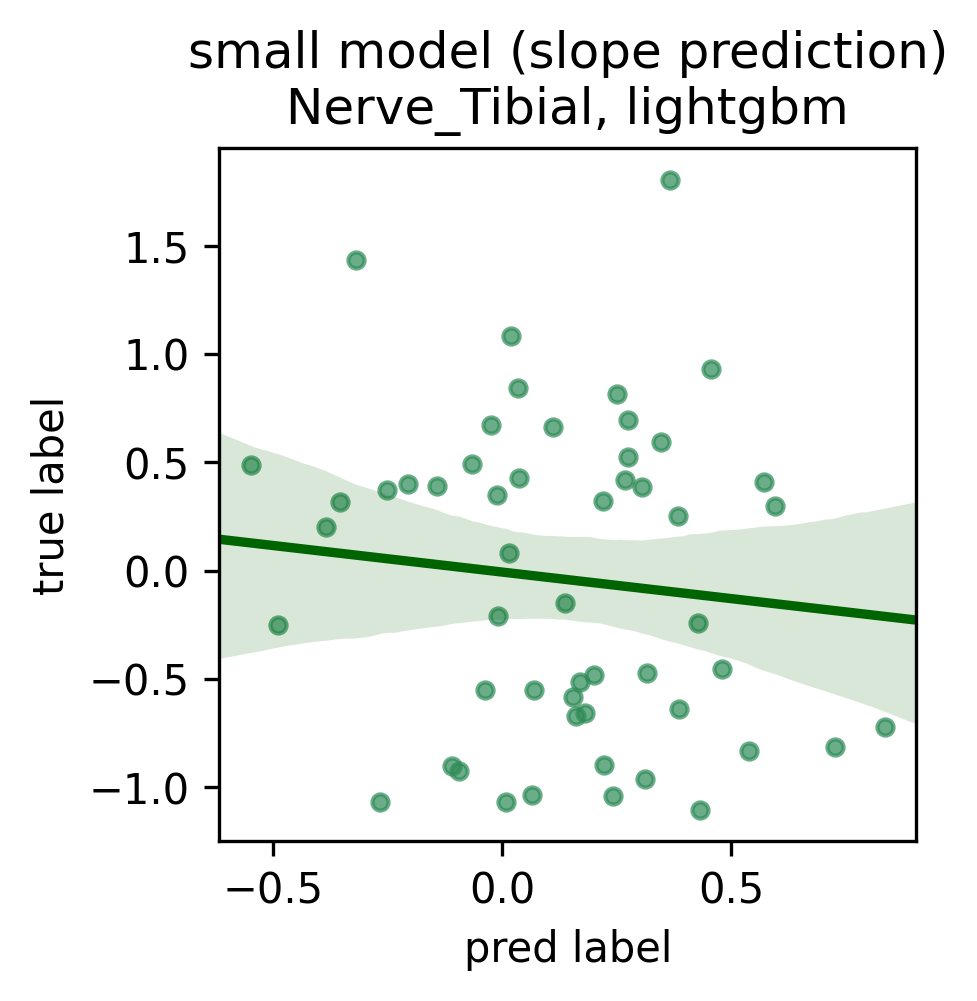 small model (slope prediction)
Nerve_Tibial, lightgbm
1.5
1.0
0.5
0.0
−0.5
−1.0
true label
−0.5 0.0 0.5
pred label